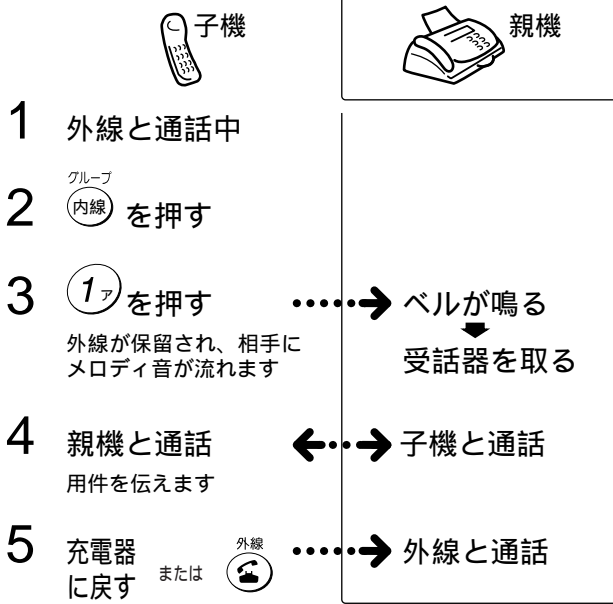 子機
親機
1 外線と通話中
グループ
2 内線 を押す
3 1ア を押す
ベルが鳴る
外線が保留され、相手に
メロディ音が流れます
受話器を取る
4 親機と通話
子機と通話
用件を伝えます
5 充電器
に戻す
または
外線
外線と通話